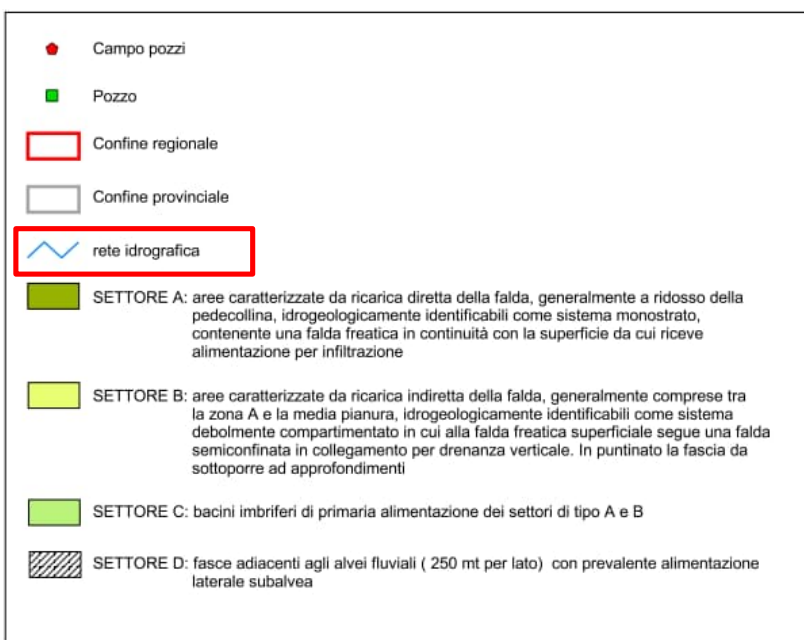 Campo pozzi
Pozzo
Confine regionale
Confine provinciale
rete idrografica
SETTORE A: aree caratterizzate da ricarica diretta della falda, generalmente a ridosso della
pedecollina, idrogeologicamente identificabili come sistema monostrato,
contenente una falda freatica in continuità con la superficie da cui riceve
alimentazione per infiltrazione
SETTORE B: aree caratterizzate da ricarica indiretta della falda, generalmente comprese tra
la zona A e la media pianura, idrogeologicamente identificabili come sistema
debolmente compartimentato in cui alla falda freatica superficiale segue una falda
semiconfinata in collegamento per drenanza verticale. In puntinato la fascia da
sottoporre ad approfondimenti
SETTORE C: bacini imbriferi di primaria alimentazione dei settori di tipo A e B
SETTORE D: fasce adiacenti agli alvei fluviali ( 250 mt per lato) con prevalente alimentazione
laterale subalvea